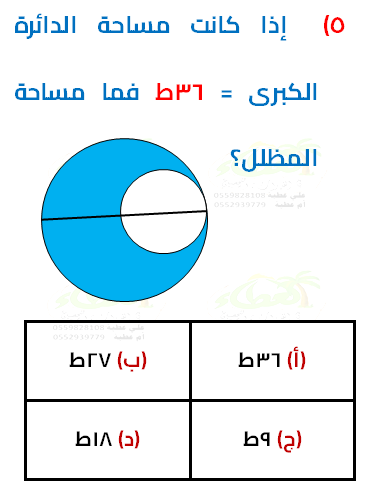 ٥) إذا كانت مساحة الدائرة
الكبرى = ٣٦ط فما مساحة
المظلل؟
(أ) ٣٦ط
(ب) ٢٧ط
(ج) ٩ط
(د) ١٨ط